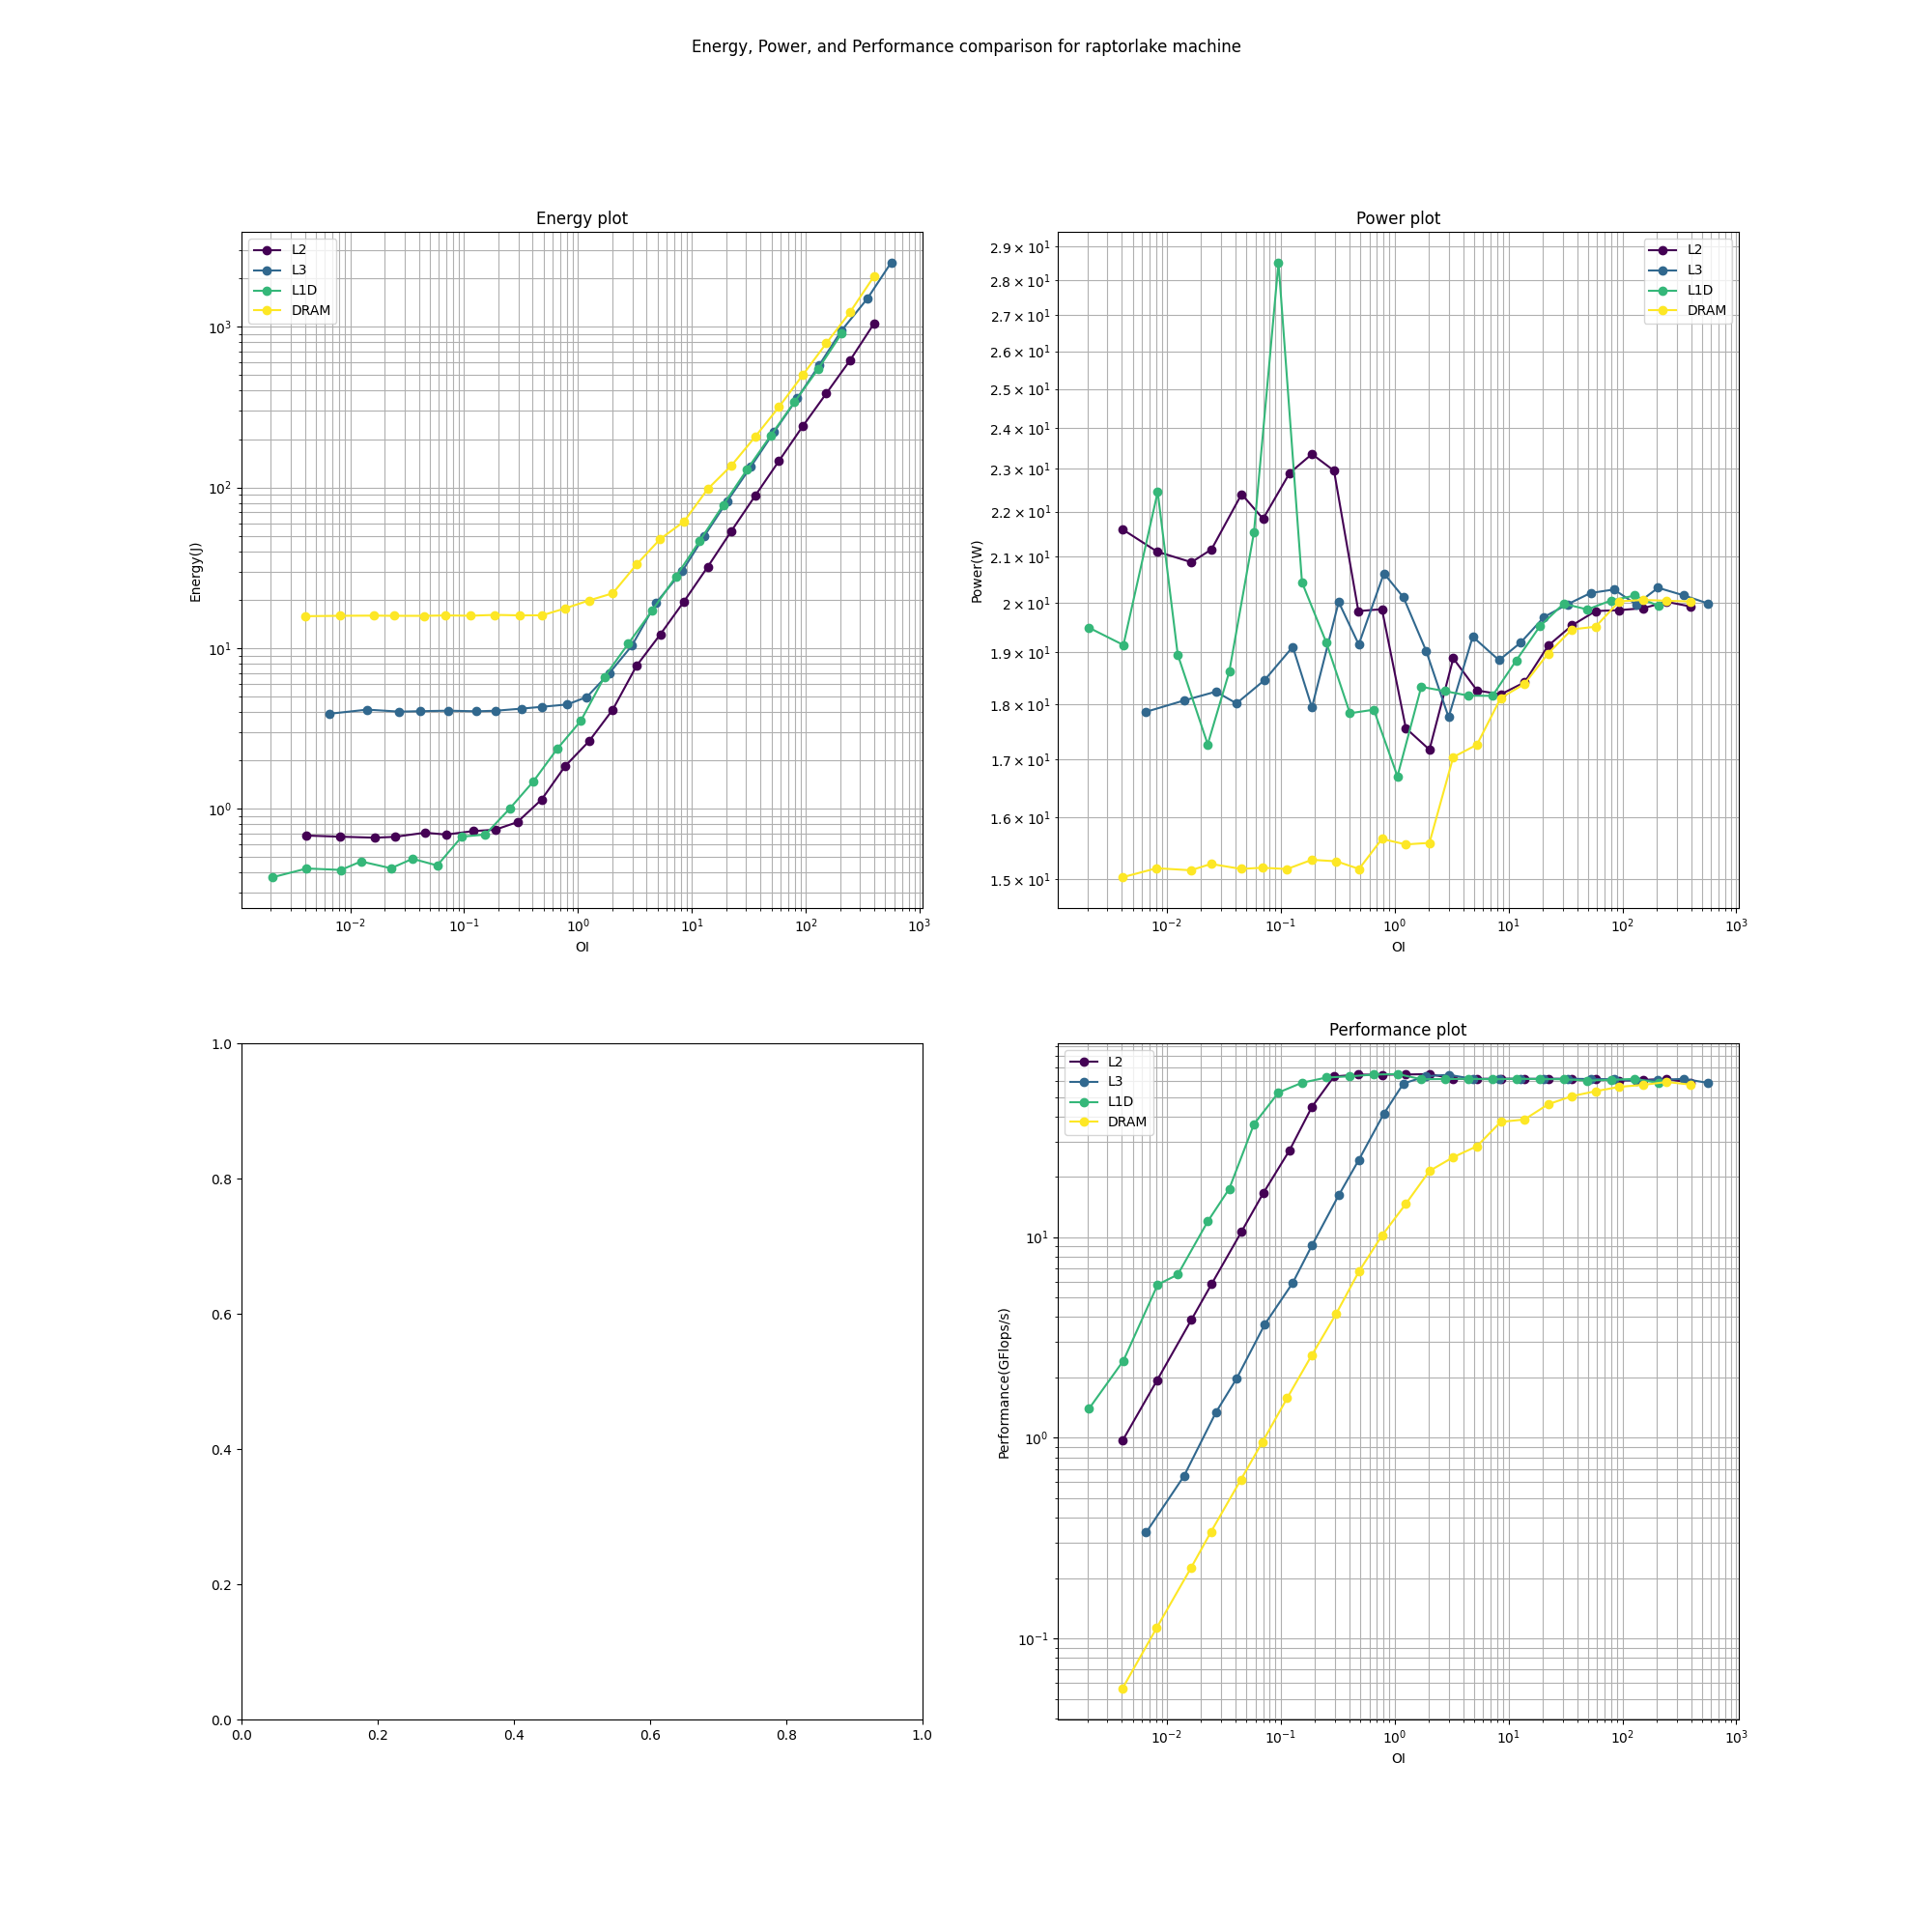 Energy, Power, and Performance comparison for raptorlake machine
Energy plot
L2
L3
L1D
DRAM
10³
10²
10¹
10⁰
Energy(J)
10⁻²
10⁻¹
10⁰
10¹
10²
10³
OI
Power plot
L2
L3
L1D
DRAM
2.9 × 10¹
2.8 × 10¹
2.7 × 10¹
2.6 × 10¹
2.5 × 10¹
2.4 × 10¹
2.3 × 10¹
2.2 × 10¹
2.1 × 10¹
2 × 10¹
1.9 × 10¹
1.8 × 10¹
1.7 × 10¹
1.6 × 10¹
1.5 × 10¹
Power(W)
10⁻²
10⁻¹
10⁰
10¹
10²
10³
OI
1.0
0.8
0.6
0.4
0.2
0.0
0.0
0.2
0.4
0.6
0.8
1.0
Performance plot
L2
L3
L1D
DRAM
10¹
10⁰
10⁻¹
Performance(GFlops/s)
10⁻²
10⁻¹
10⁰
10¹
10²
10³
OI